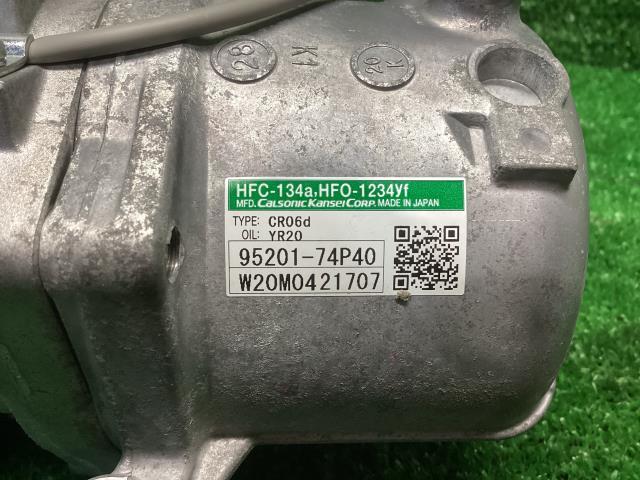 28
K1
20
K
HFC-134a.HFO-1234yf
MFD. Calsonic Kansei Corp. MADE IN JAPAN
TYPE: CR06d
OIL: YR20
95201-74P40
W20M0421707